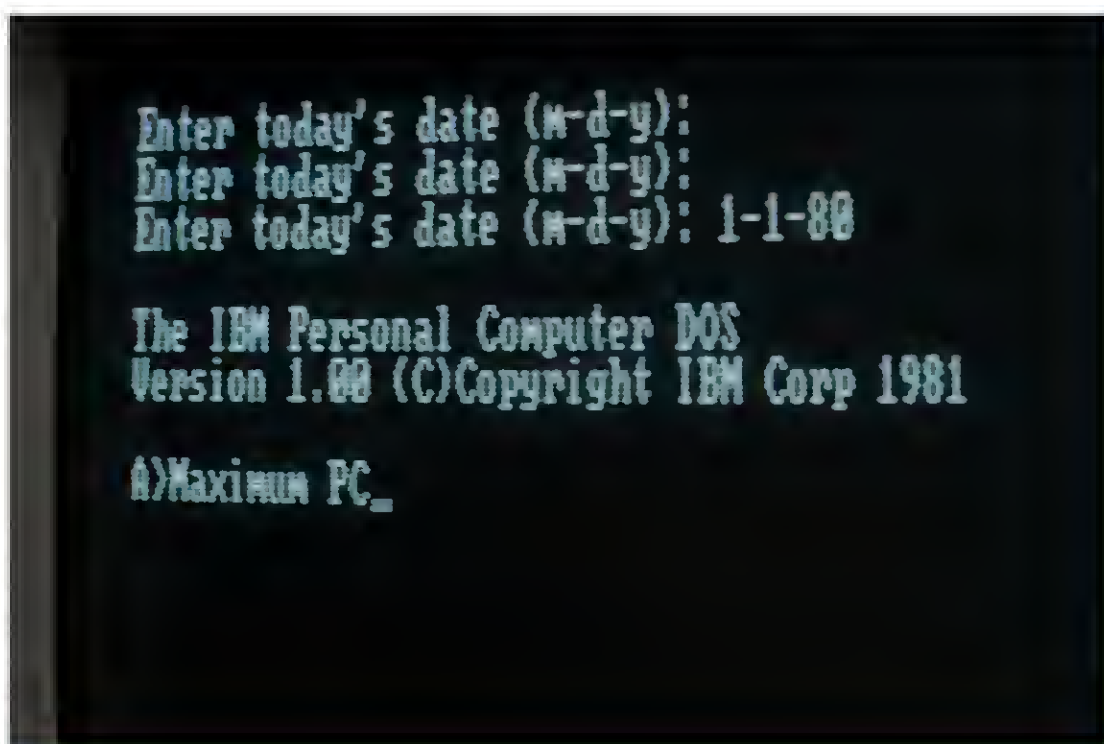 Enter today's date (m-d-y):
Enter today's date (m-d-y):
Enter today's date (m-d-y): 1-1-80
The IBM Personal Computer DOS
Version 1.00 (C)Copyright IBM Corp 1981
A>Maximum PC_